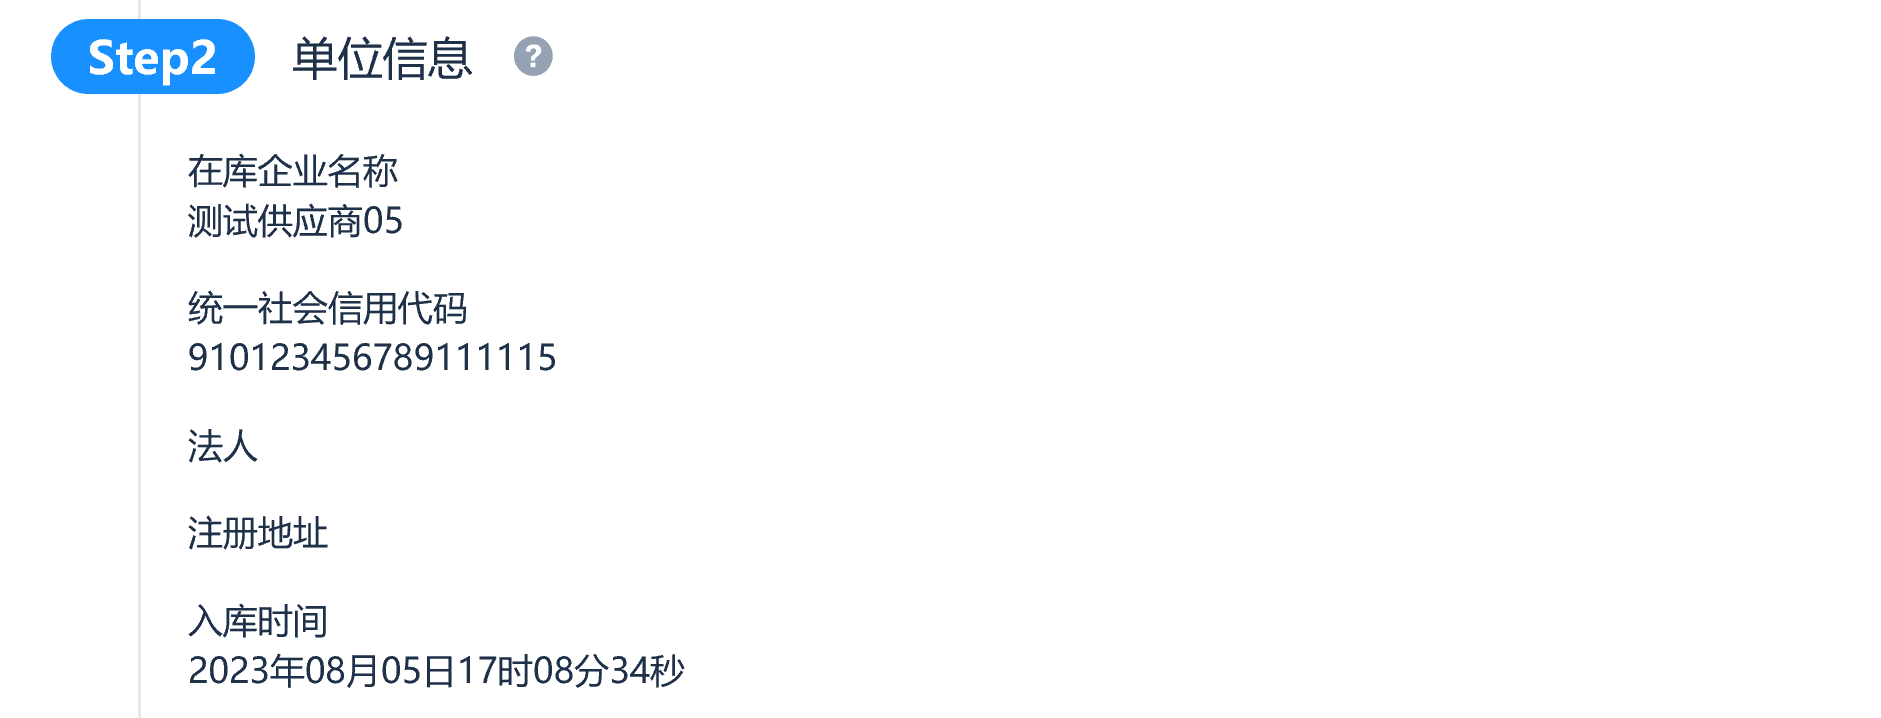 Step2 单位信息 ?
在库企业名称
测试供应商05
统一社会信用代码
910123456789111115
法人
注册地址
入库时间
2023年08月05日17时08分34秒